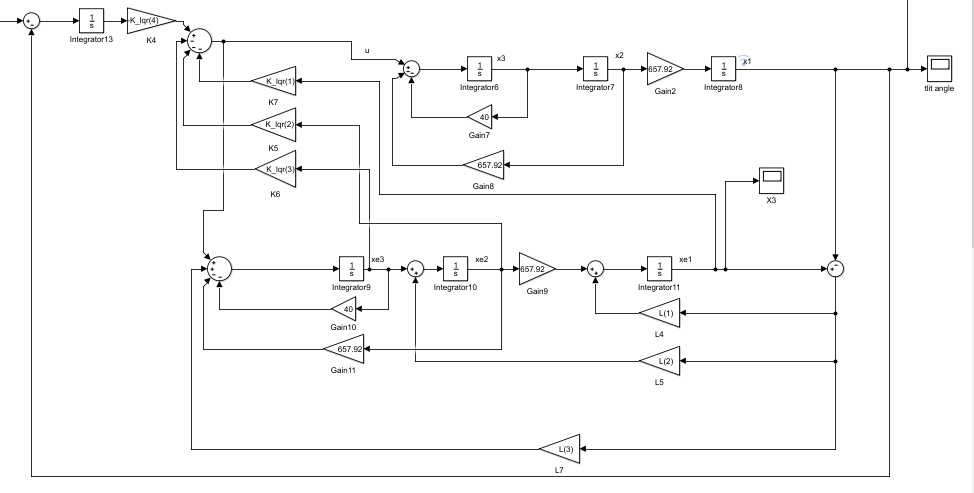 1
s
Integrator13
K_lqr(4)
K4
u
K_lqr(1)
K7
K_lqr(2)
K5
K_lqr(3)
K6
x3
1
s
Integrator6
x2
1
s
Integrator7
657.92
Gain2
x1
1
s
Integrator8
tlit angle
40
Gain7
657.92
Gain8
X3
xe3
1
s
Integrator9
xe2
1
s
Integrator10
657.92
Gain9
xe1
1
s
Integrator11
40
Gain10
657.92
Gain11
L(1)
L4
L(2)
L5
L(3)
L7